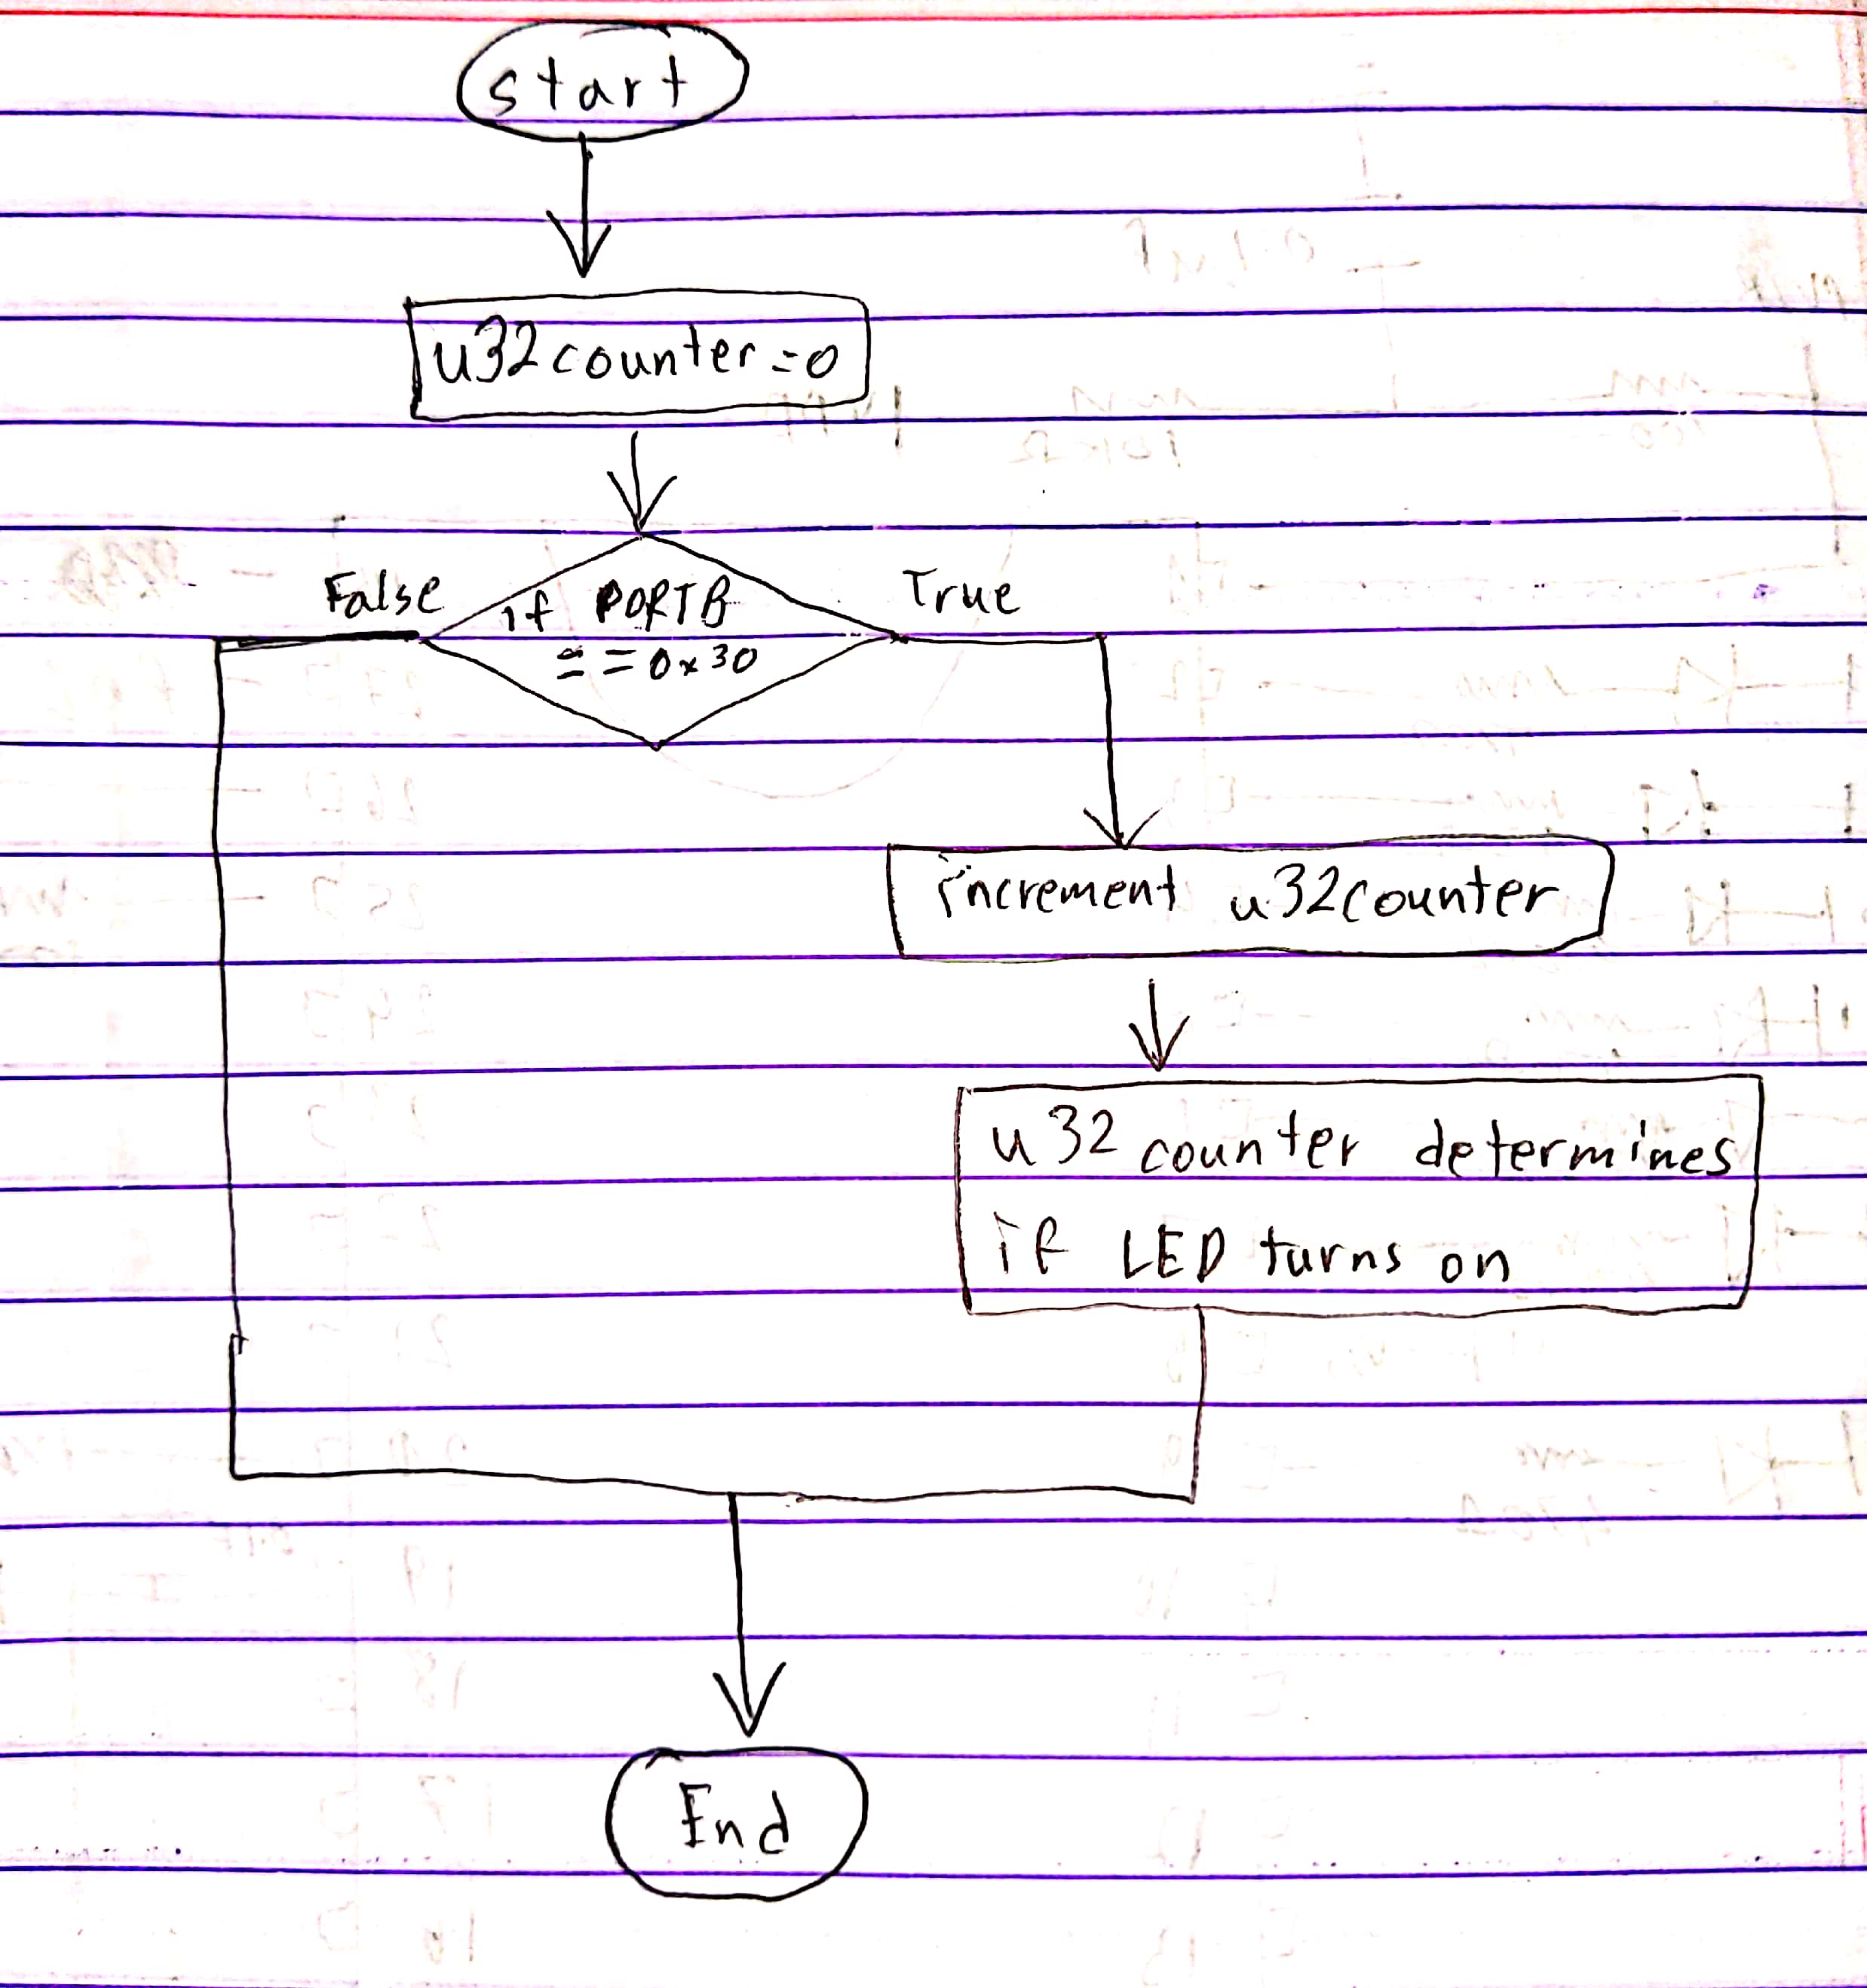 start
u32counter=0
False
if PORTB
True
==0x30
increment u32counter
u32 counter determines
if LED turns on
End